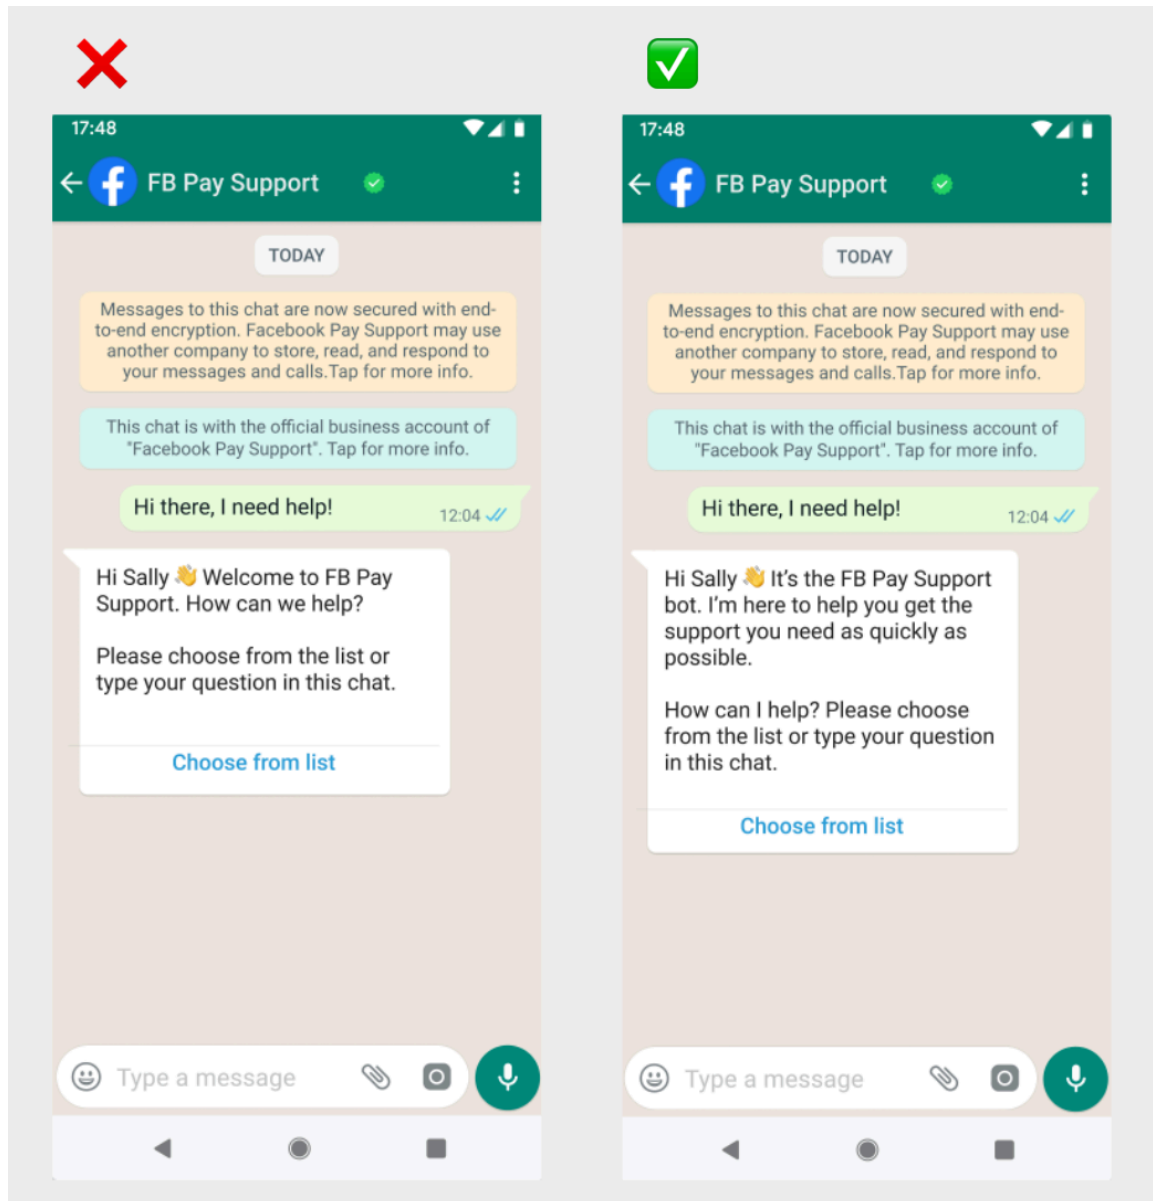 17:48
FB Pay Support
TODAY
Messages to this chat are now secured with end-
to-end encryption. Facebook Pay Support may use
another company to store, read, and respond to
your messages and calls.Tap for more info.
This chat is with the official business account of
"Facebook Pay Support". Tap for more info.
Hi there, I need help!
12:04
Hi Sally 👋 Welcome to FB Pay
Support. How can we help?
Please choose from the list or
type your question in this chat.
Choose from list
Type a message
17:48
FB Pay Support
TODAY
Messages to this chat are now secured with end-
to-end encryption. Facebook Pay Support may use
another company to store, read, and respond to
your messages and calls.Tap for more info.
This chat is with the official business account of
"Facebook Pay Support". Tap for more info.
Hi there, I need help!
12:04
Hi Sally 👋 It's the FB Pay Support
bot. I'm here to help you get the
support you need as quickly as
possible.
How can I help? Please choose
from the list or type your question
in this chat.
Choose from list
Type a message